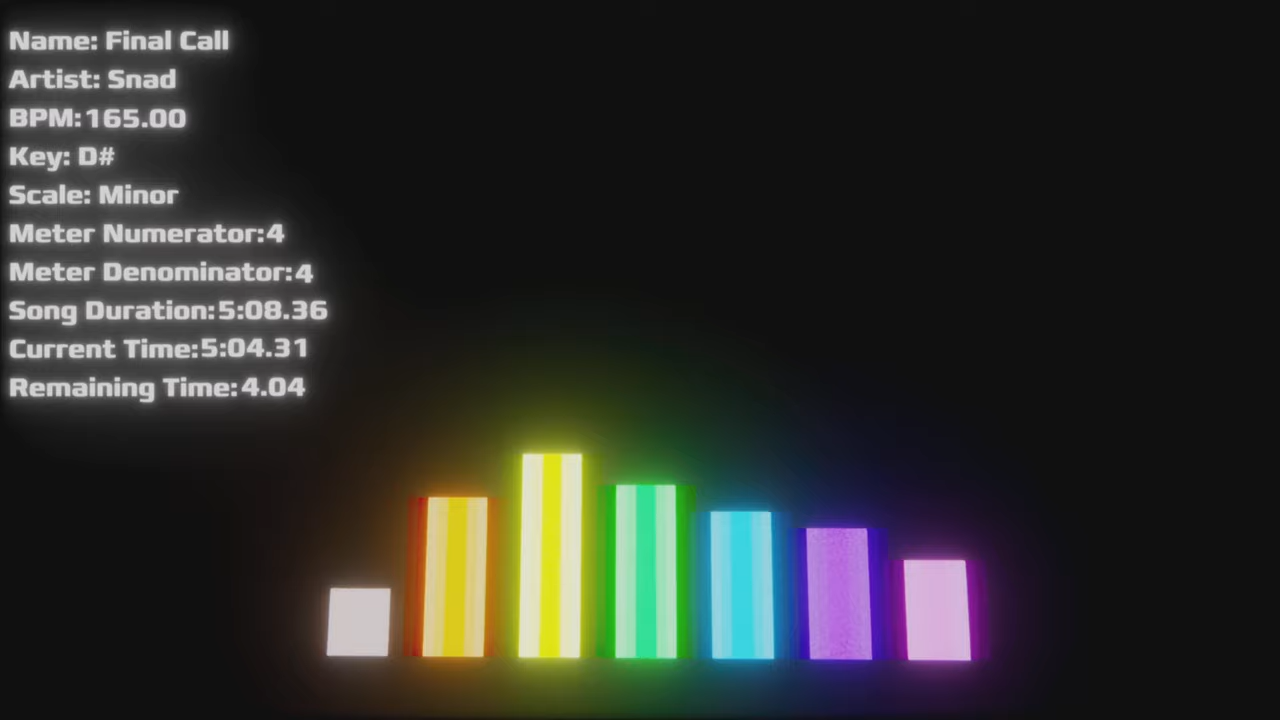 Name: Final Call
Artist: Snad
BPM:165.00
Key: D#
Scale: Minor
Meter Numerator:4
Meter Denominator:4
Song Duration:5:08.36
Current Time:5:04.31
Remaining Time:4.04